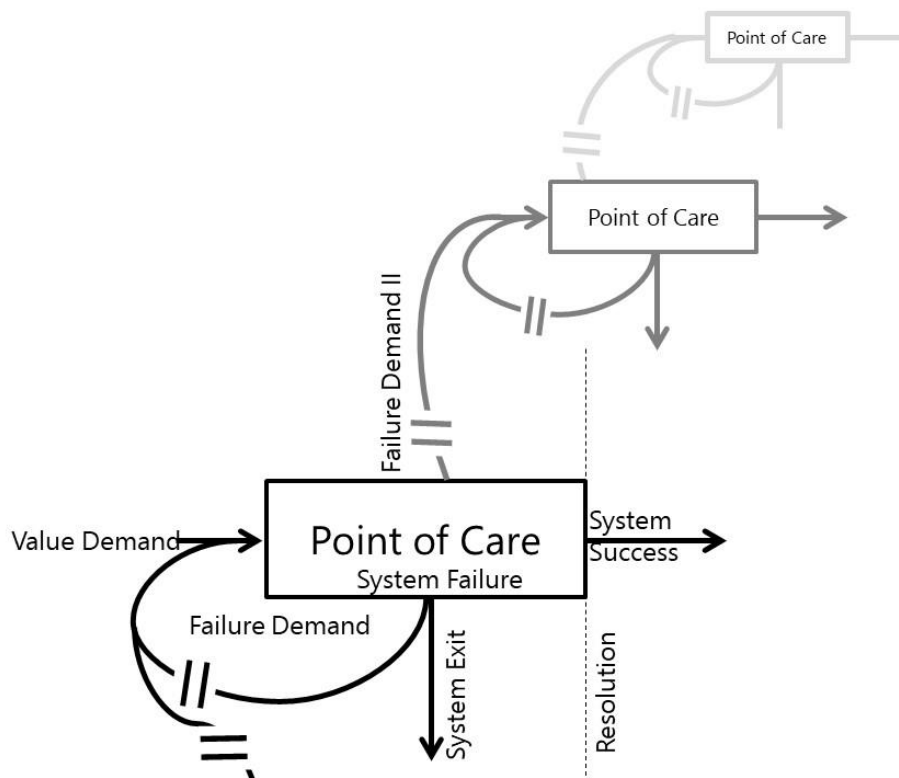 Point of Care
Point of Care
Failure Demand II
Value Demand
Point of Care
System Failure
System
Success
Failure Demand
System Exit
Resolution